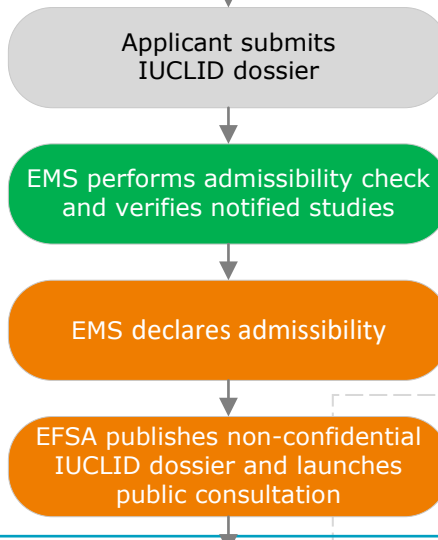 Applicant submits
IUCLID dossier
EMS performs admissibility check
and verifies notified studies
EMS declares admissibility
EFSA publishes non-confidential
IUCLID dossier and launches
public consultation